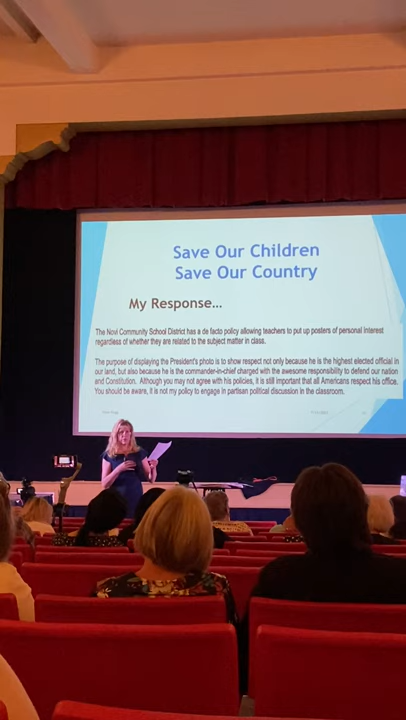 Save Our Children
Save Our Country
My Response...
The Novi Community School District has a de facto policy allowing teachers to put up posters of personal interest
regardless of whether they are related to the subject matter in class.
The purpose of displaying the President's photo is to show respect not only because he is the highest elected official in
our land, but also because he is the commander-in-chief charged with the awesome responsibility to defend our nation
and Constitution. Although you may not agree with his policies, it is still important that all Americans respect his office.
You should be aware, it is not my policy to engage in partisan political discussion in the classroom.